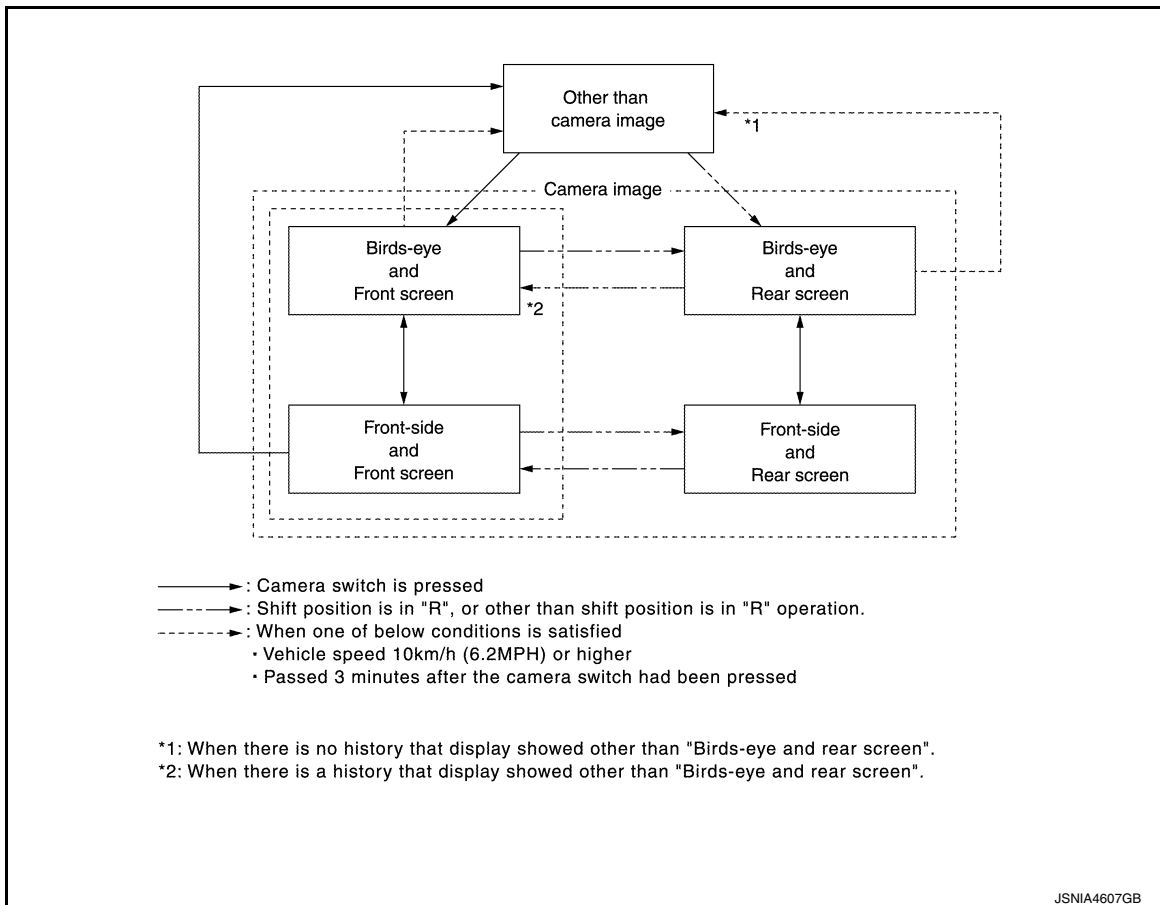 Other than
camera image
*1
Camera image
Birds-eye
and
Front screen
Birds-eye
and
Rear screen
*2
Front-side
and
Front screen
Front-side
and
Rear screen
: Camera switch is pressed
: Shift position is in "R", or other than shift position is in "R" operation.
: When one of below conditions is satisfied
・Vehicle speed 10km/h (6.2MPH) or higher
・Passed 3 minutes after the camera switch had been pressed
*1: When there is no history that display showed other than "Birds-eye and rear screen".
*2: When there is a history that display showed other than "Birds-eye and rear screen".
JSNIA4607GB